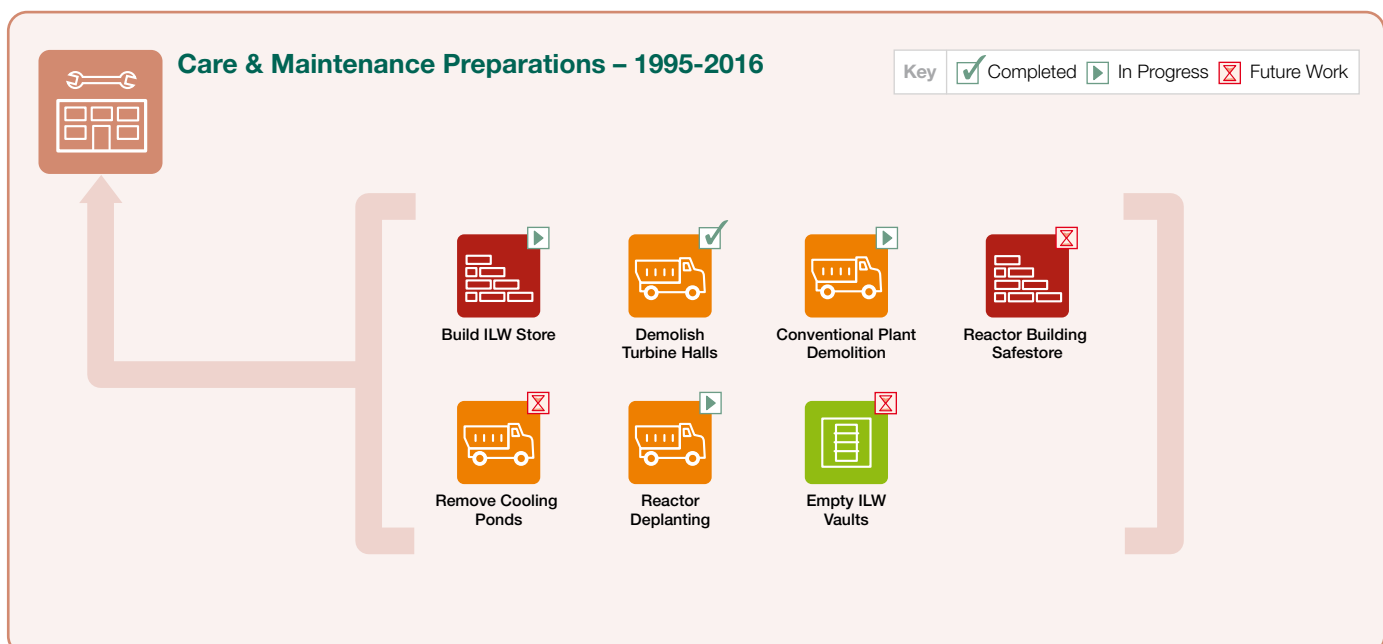 Care & Maintenance Preparations – 1995-2016
Key Completed In Progress Future Work
Build ILW Store
Demolish
Turbine Halls
Conventional Plant
Demolition
Reactor Building
Safestore
Remove Cooling
Ponds
Reactor
Deplanting
Empty ILW
Vaults